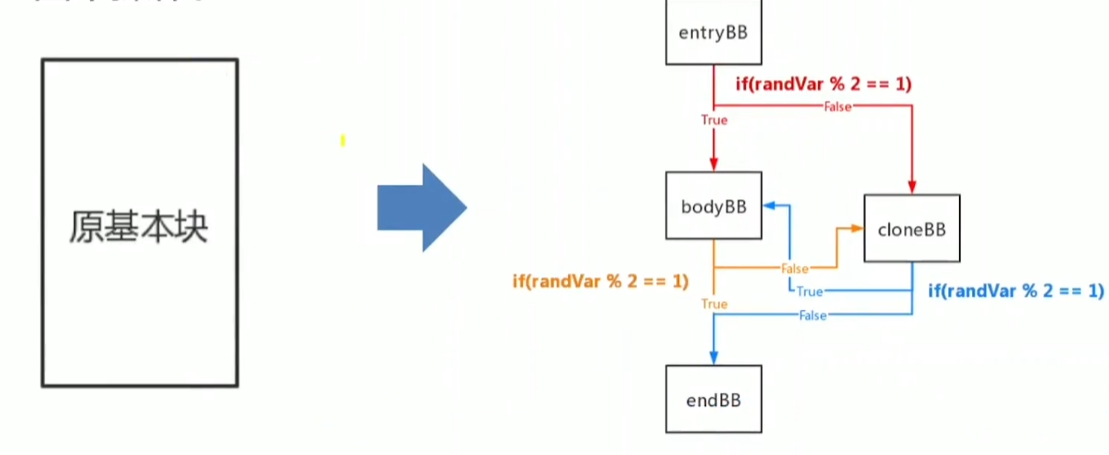 entryBB
if(randVar % 2 == 1)
False
True
原基本块
bodyBB
cloneBB
False
if(randVar % 2 == 1)
True
if(randVar % 2 == 1)
True
False
endBB